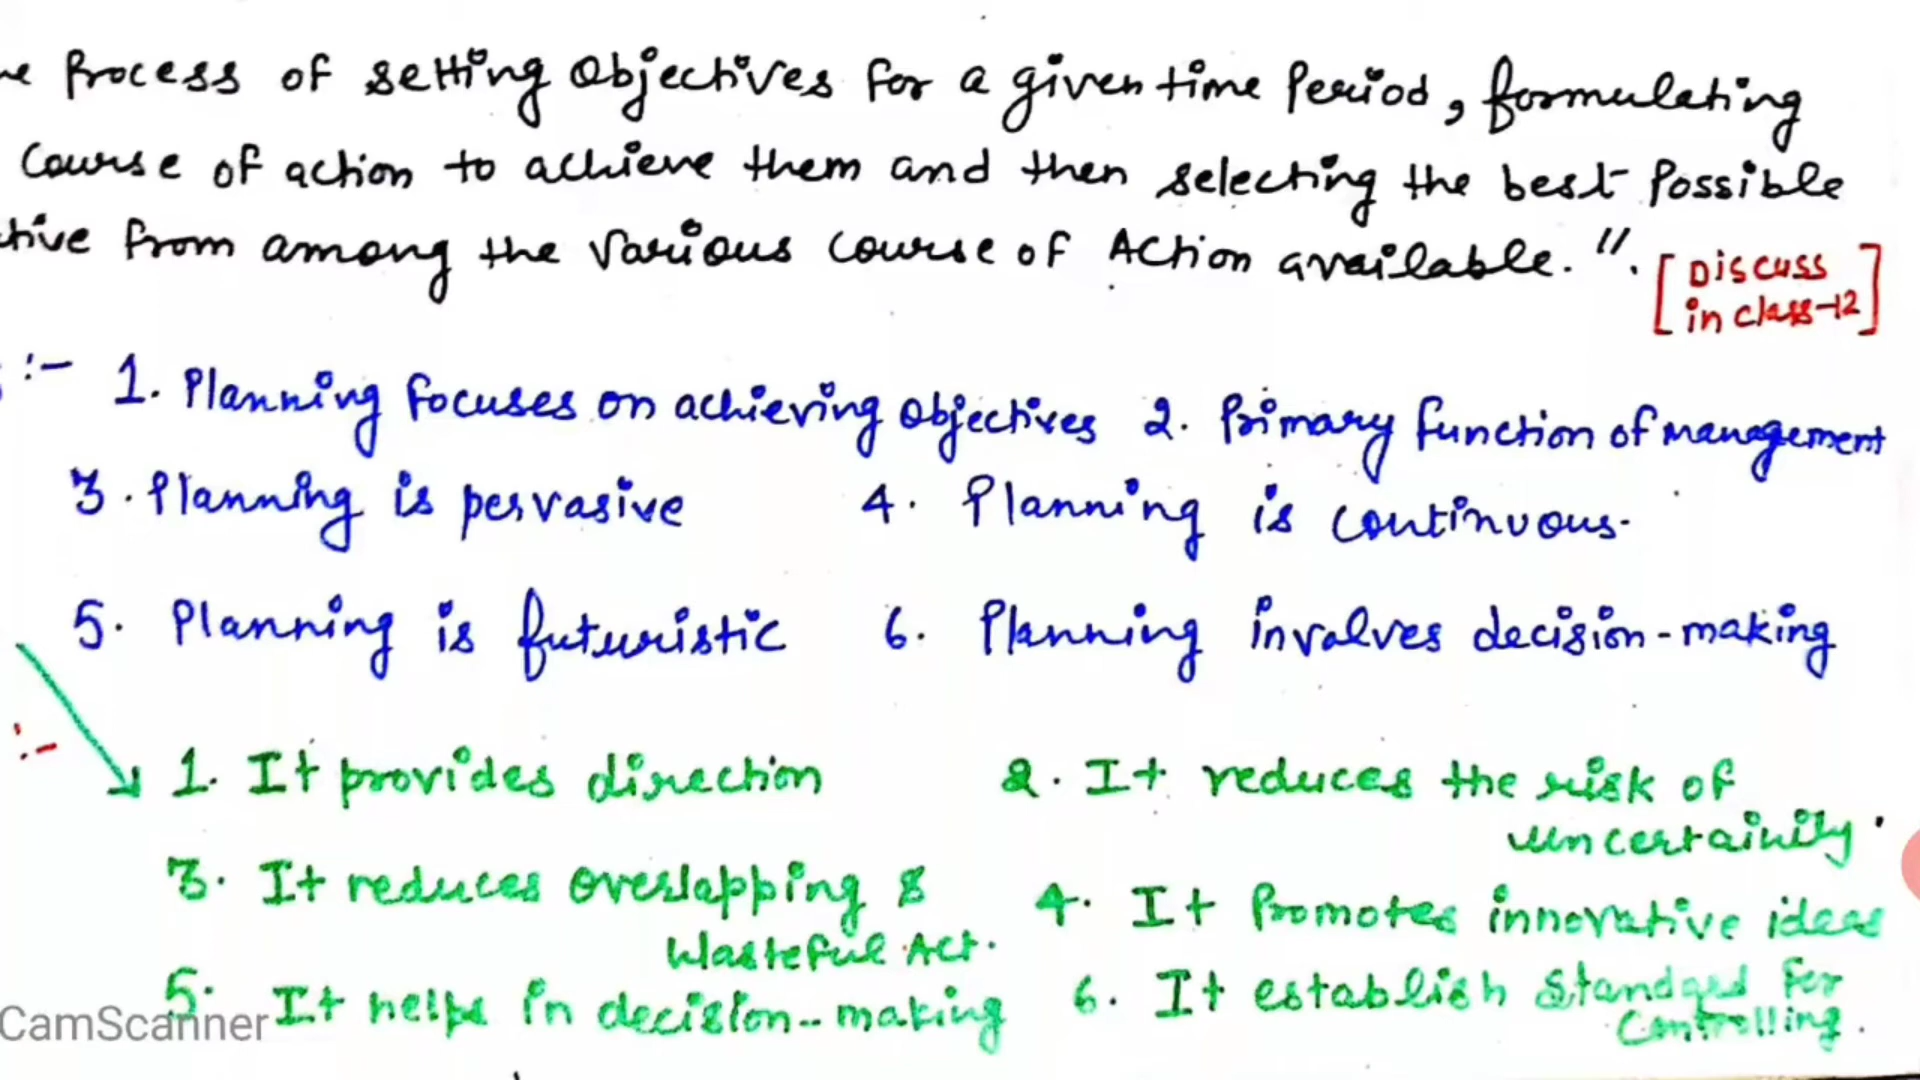 Process of setting objectives for a given time Period, formulating
Course of action to achieve them and then selecting the best Possible
tive from among the Various Course of Action available.".
[Discuss
in class-12]
:- 1. Planning focuses on achieving objectives 2. Primary function of management
3. Planning is pervasive 4. Planning is continuous.
5. Planning is futuristic 6. Planning involves decision-making
:-
1. It provides direction 2. It reduces the risk of
uncertainity.
3. It reduces overlapping &
Wasteful Act.
4. It Promotes innovative ideas
5. It helps in decision-making 6. It establish Standard for
Controlling.
CamScanner